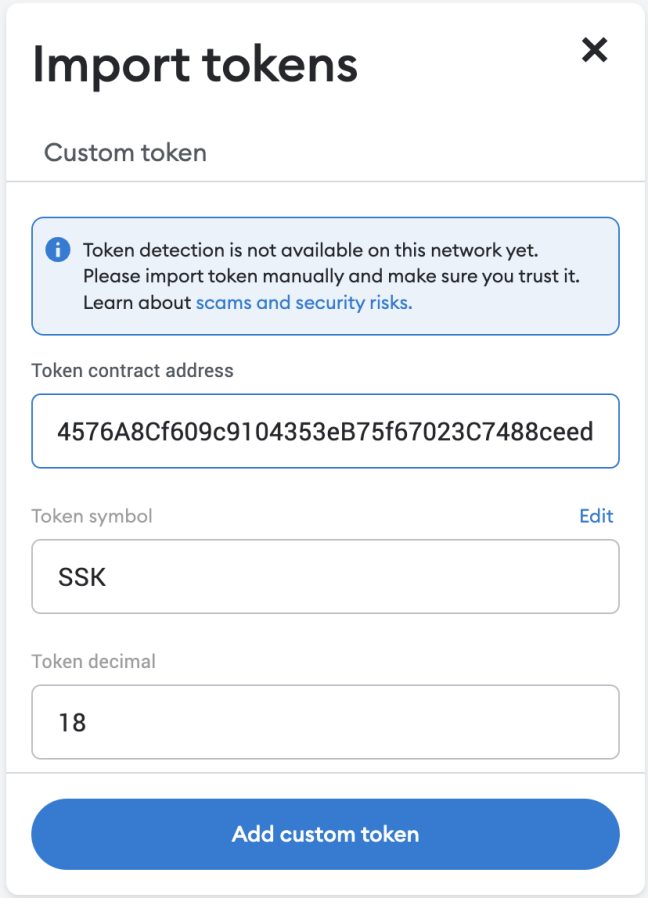 Import tokens
Custom token
Token detection is not available on this network yet.
Please import token manually and make sure you trust it.
Learn about scams and security risks.
Token contract address
4576A8Cf609c9104353eB75f67023C7488ceed
Token symbol
Edit
SSK
Token decimal
18
Add custom token